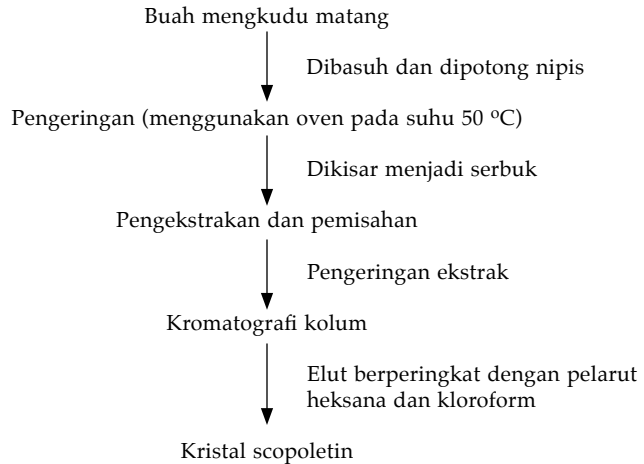 Buah mengkudu matang
Dibasuh dan dipotong nipis
Pengeringan (menggunakan oven pada suhu 50 ºC)
Dikisar menjadi serbuk
Pengekstrakan dan pemisahan
Pengeringan ekstrak
Kromatografi kolum
Elut berperingkat dengan pelarut
heksana dan kloroform
Kristal scopoletin